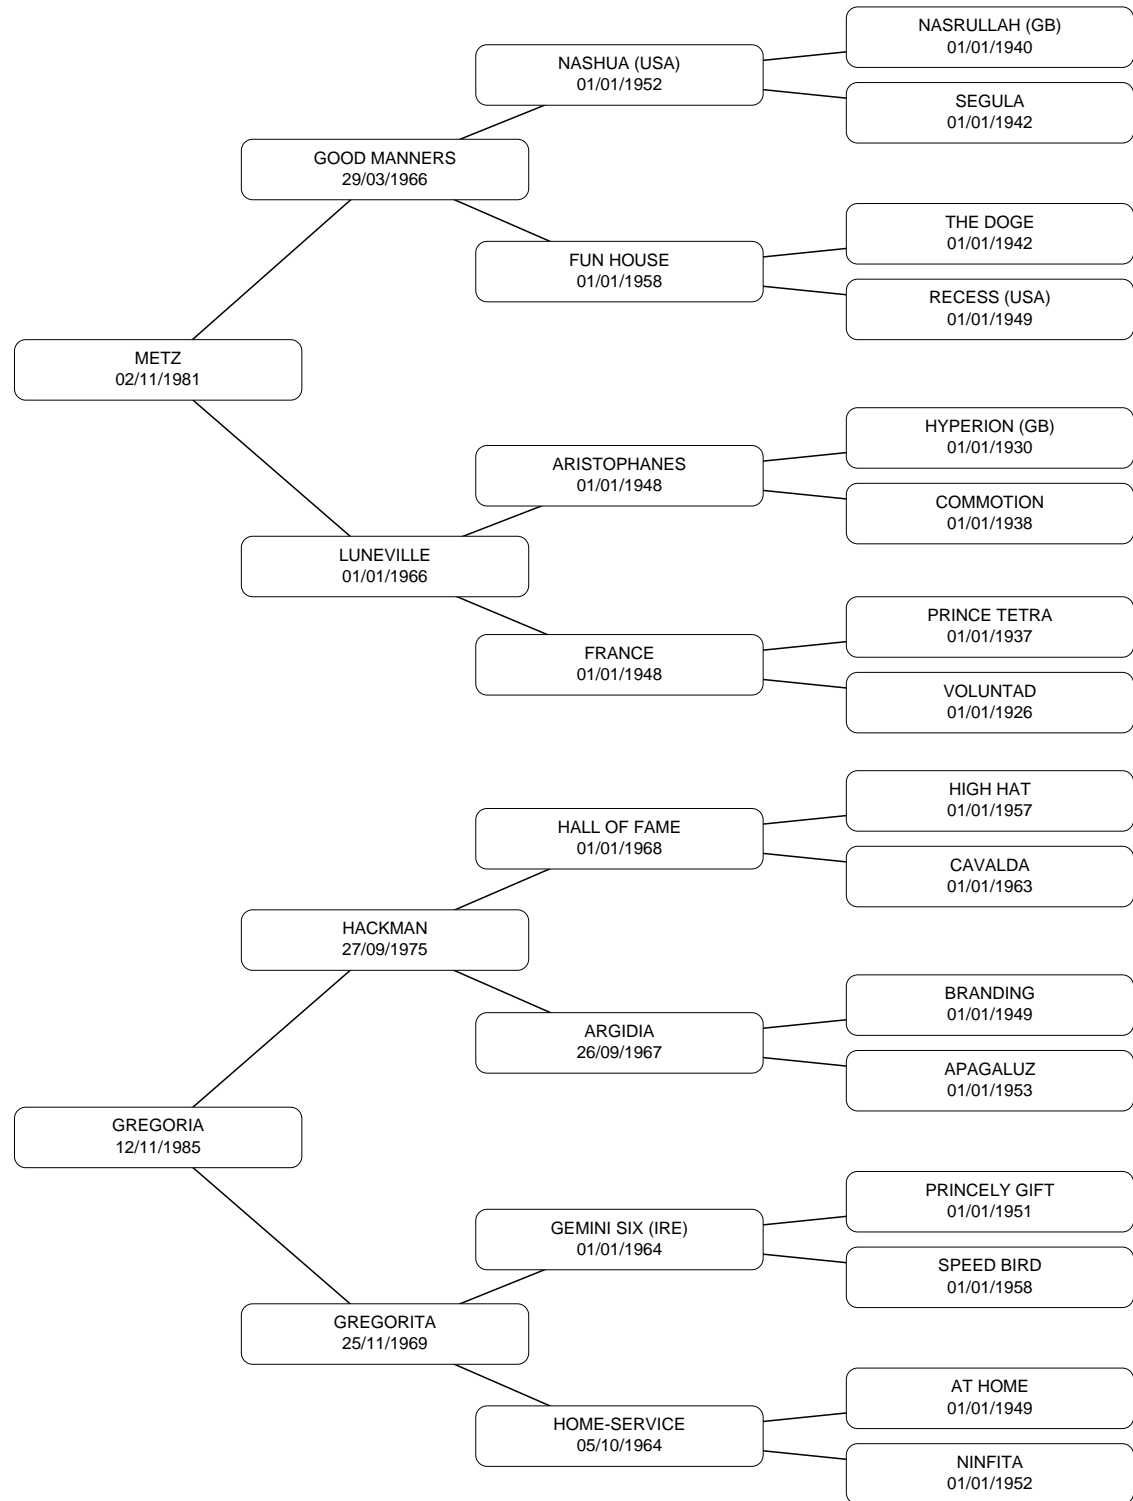 NASRULLAH (GB)
01/01/1940
NASHUA (USA)
01/01/1952
SEGULA
01/01/1942
GOOD MANNERS
29/03/1966
THE DOGE
01/01/1942
FUN HOUSE
01/01/1958
RECESS (USA)
01/01/1949
METZ
02/11/1981
HYPERION (GB)
01/01/1930
ARISTOPHANES
01/01/1948
COMMOTION
01/01/1938
LUNEVILLE
01/01/1966
PRINCE TETRA
01/01/1937
FRANCE
01/01/1948
VOLUNTAD
01/01/1926
HIGH HAT
01/01/1957
HALL OF FAME
01/01/1968
CAVALDA
01/01/1963
HACKMAN
27/09/1975
BRANDING
01/01/1949
ARGIDIA
26/09/1967
APAGALUZ
01/01/1953
GREGORIA
12/11/1985
PRINCELY GIFT
01/01/1951
GEMINI SIX (IRE)
01/01/1964
SPEED BIRD
01/01/1958
GREGORITA
25/11/1969
AT HOME
01/01/1949
HOME-SERVICE
05/10/1964
NINFITA
01/01/1952